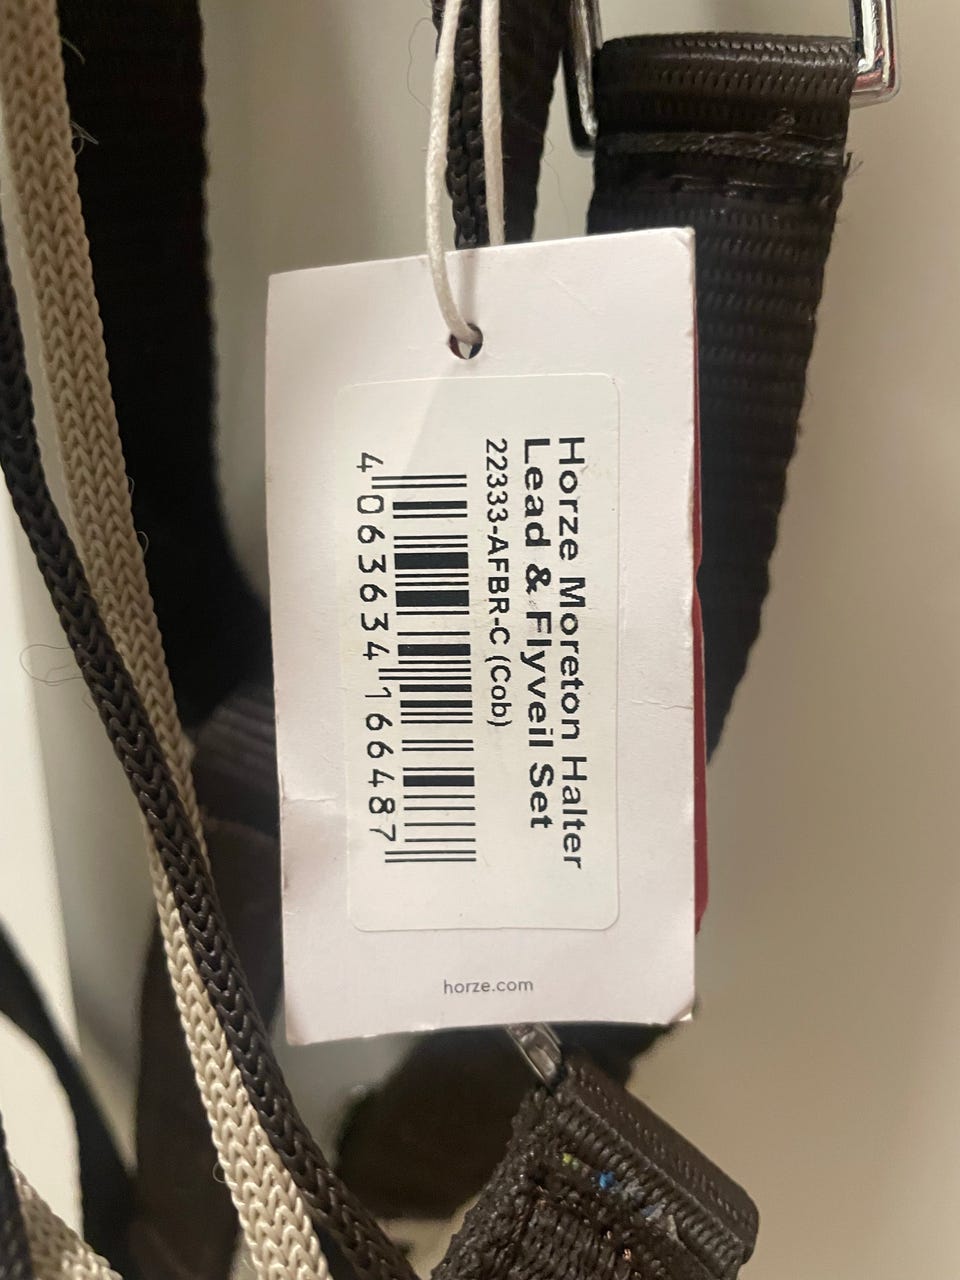 Horze Moreton Halter
Lead & Flyveil Set
22333-AFBR-C (Cob)
4 063634 166487
horze.com